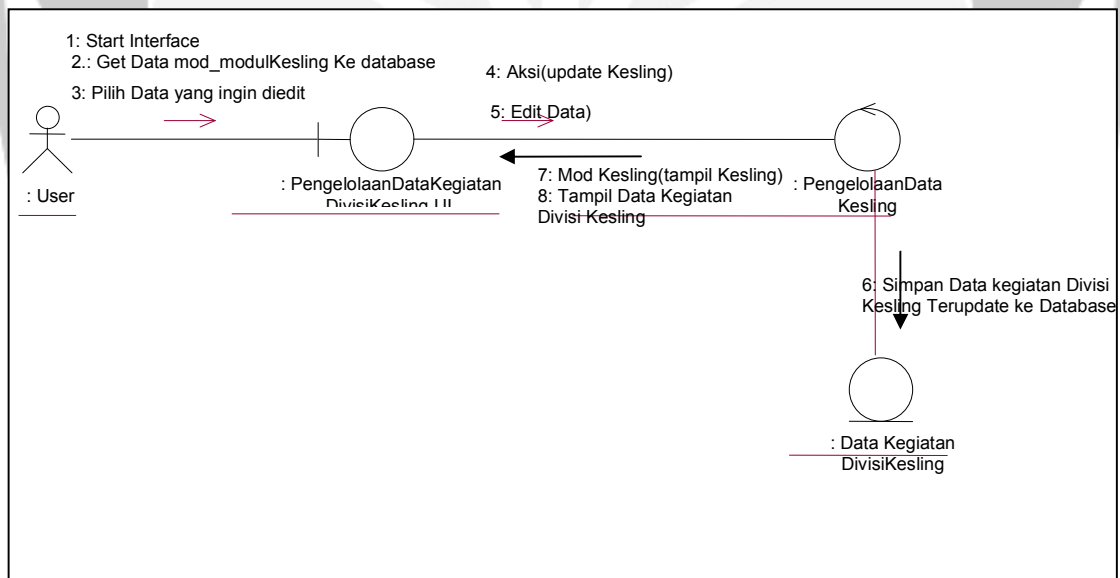 1: Start Interface
2.: Get Data mod_modulKesling Ke database
3: Pilih Data yang ingin diedit
4: Aksi(update Kesling)
5: Edit Data)
: User
: PengelolaanDataKegiatan
DivisiKesling UI
7: Mod Kesling(tampil Kesling)
8: Tampil Data Kegiatan
Divisi Kesling
: PengelolaanData
Kesling
6: Simpan Data kegiatan Divisi
Kesling Terupdate ke Database
: Data Kegiatan
DivisiKesling